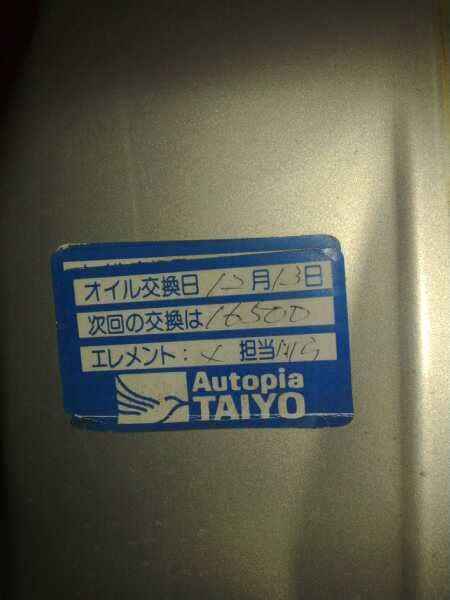 オイル交換日 12月13日
次回の交換は 16500
エレメント： × 担当
Autopia
TAIYO